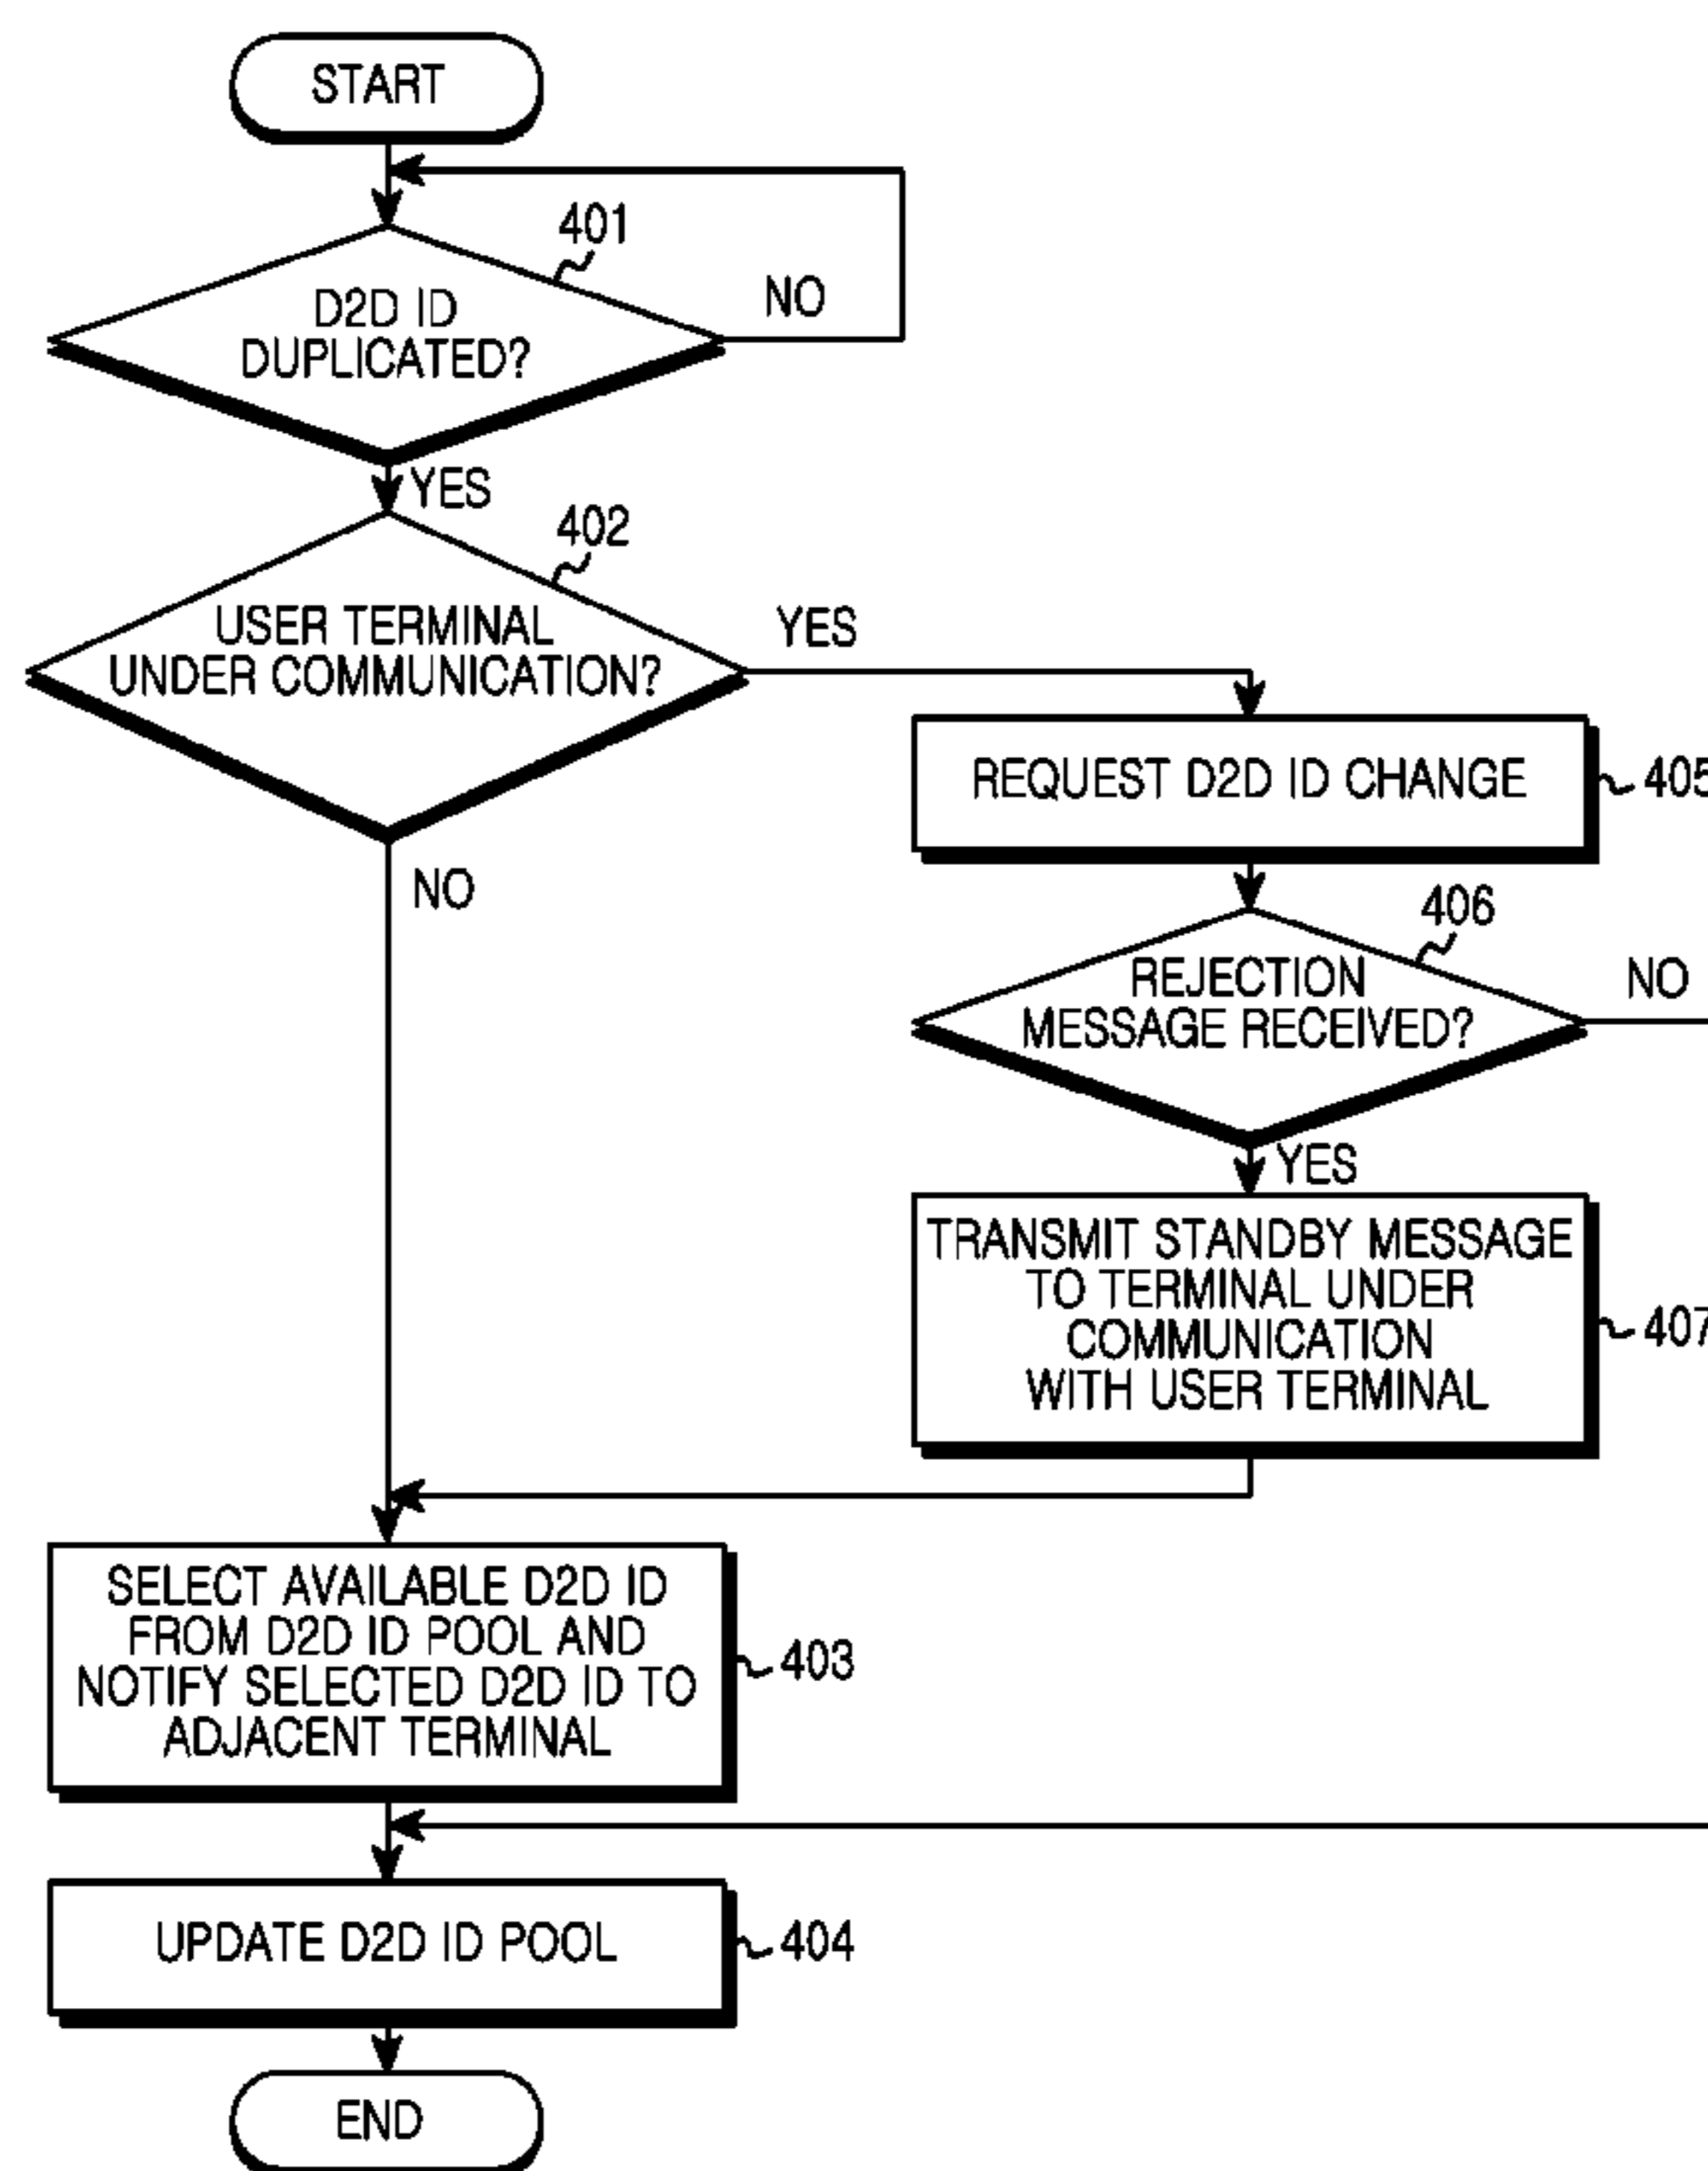 START
401
D2D ID
DUPLICATED?
NO
YES
402
USER TERMINAL
UNDER COMMUNICATION?
YES
NO
REQUEST D2D ID CHANGE
405
406
REJECTION
MESSAGE RECEIVED?
NO
YES
TRANSMIT STANDBY MESSAGE
TO TERMINAL UNDER
COMMUNICATION
WITH USER TERMINAL
407
SELECT AVAILABLE D2D ID
FROM D2D ID POOL AND
NOTIFY SELECTED D2D ID TO
ADJACENT TERMINAL
403
UPDATE D2D ID POOL
404
END